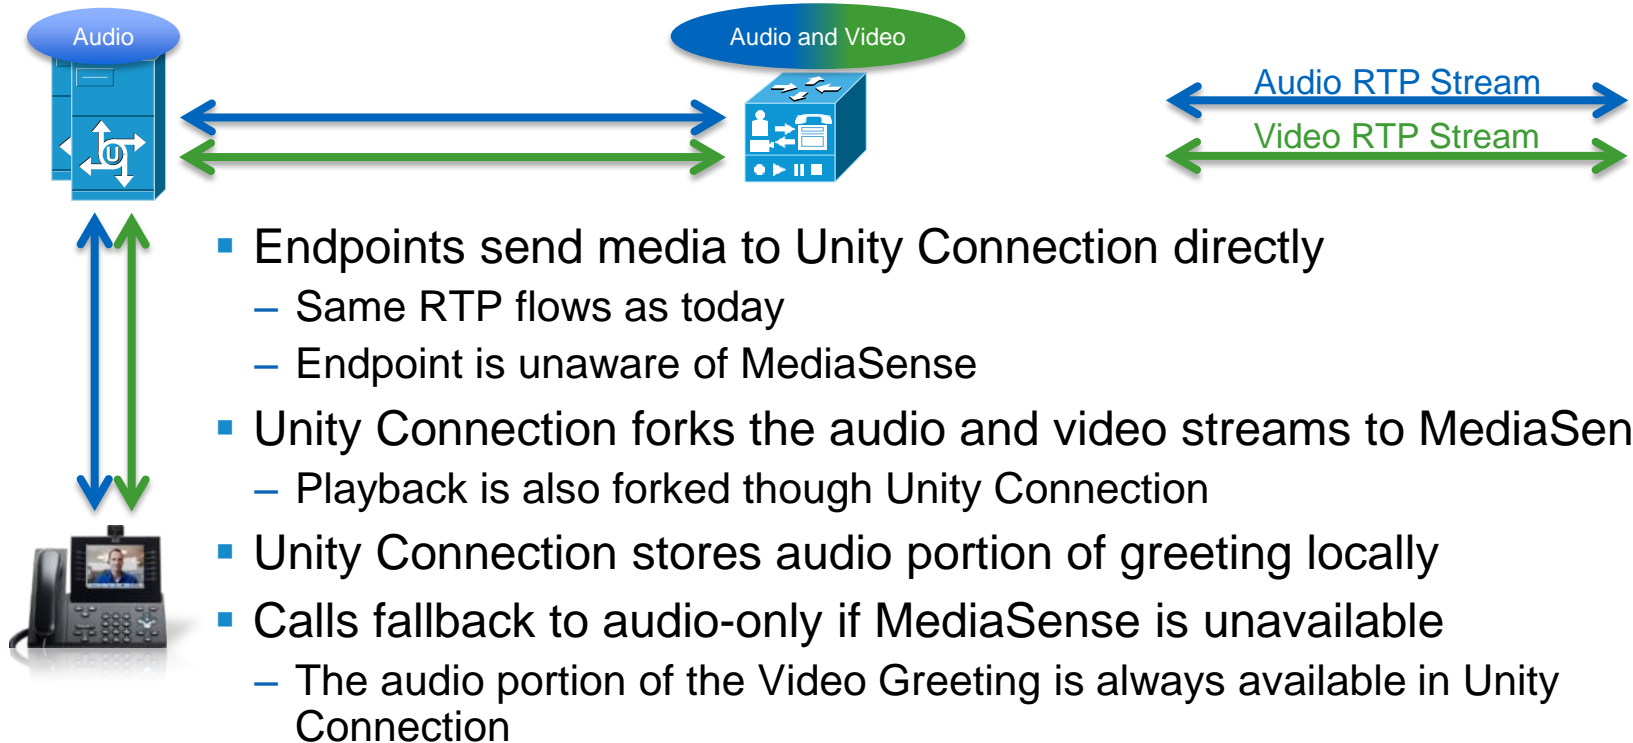 Audio
Audio and Video
Audio RTP Stream
Video RTP Stream
U
Endpoints send media to Unity Connection directly
– Same RTP flows as today
– Endpoint is unaware of MediaSense
Unity Connection forks the audio and video streams to MediaSen
– Playback is also forked though Unity Connection
Unity Connection stores audio portion of greeting locally
Calls fallback to audio-only if MediaSense is unavailable
– The audio portion of the Video Greeting is always available in Unity
Connection